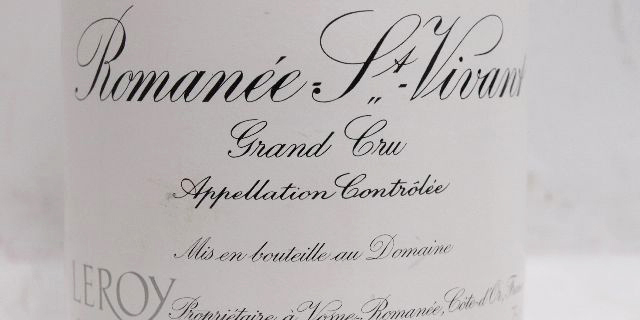 Romanée-St-Vivant
Grand Cru
Appellation Contrôlée
Mis en bouteille au Domaine
LEROY
Propriétaire à Vosne-Romanée, Côte-d'Or,